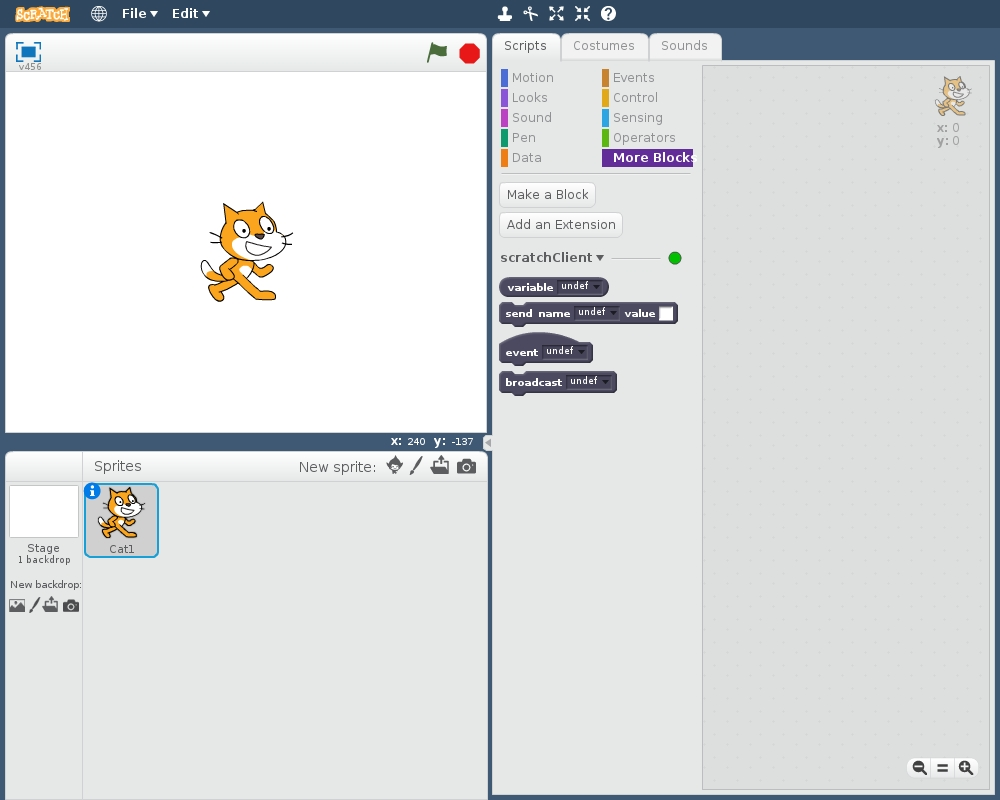 SCRATCH File Edit
v456
x: 240 y: -137
Sprites New sprite:
Cat1
Stage
1 backdrop
New backdrop:
Scripts Costumes Sounds
Motion Events
Looks Control
Sound Sensing
Pen Operators
Data More Blocks
Make a Block
Add an Extension
scratchClient
variable undef
send name undef value
event undef
broadcast undef
x: 0
y: 0